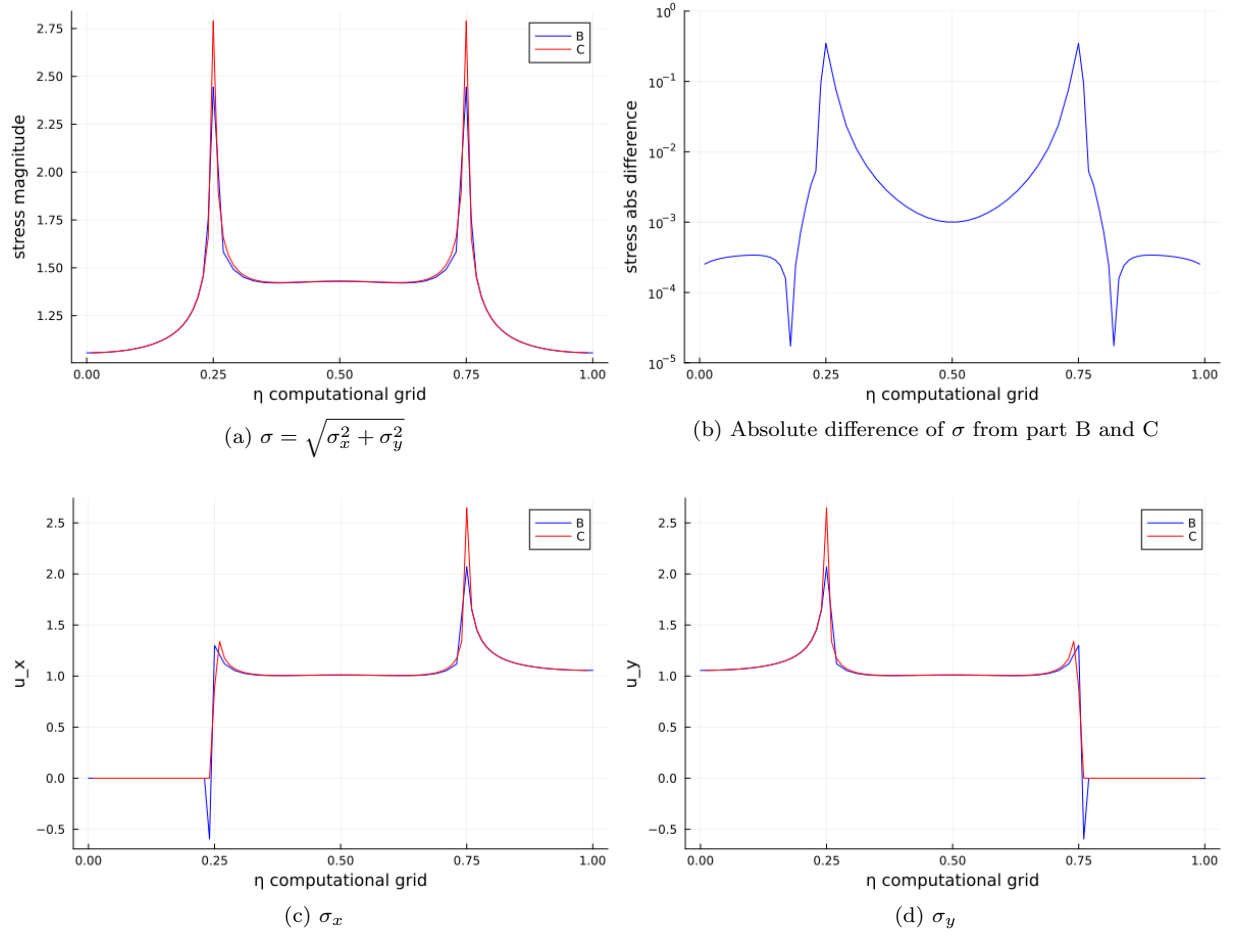 2.75
2.50
2.25
2.00
1.75
1.50
1.25
0.00 0.25 0.50 0.75 1.00
stress magnitude
η computational grid
B
C
(a) σ = √(σ_x^2 + σ_y^2)
10^0
10^-1
10^-2
10^-3
10^-4
10^-5
0.00 0.25 0.50 0.75 1.00
stress abs difference
η computational grid
(b) Absolute difference of σ from part B and C
2.5
2.0
1.5
1.0
0.5
0.0
−0.5
0.00 0.25 0.50 0.75 1.00
u_x
η computational grid
B
C
(c) σ_x
2.5
2.0
1.5
1.0
0.5
0.0
−0.5
0.00 0.25 0.50 0.75 1.00
u_y
η computational grid
B
C
(d) σ_y